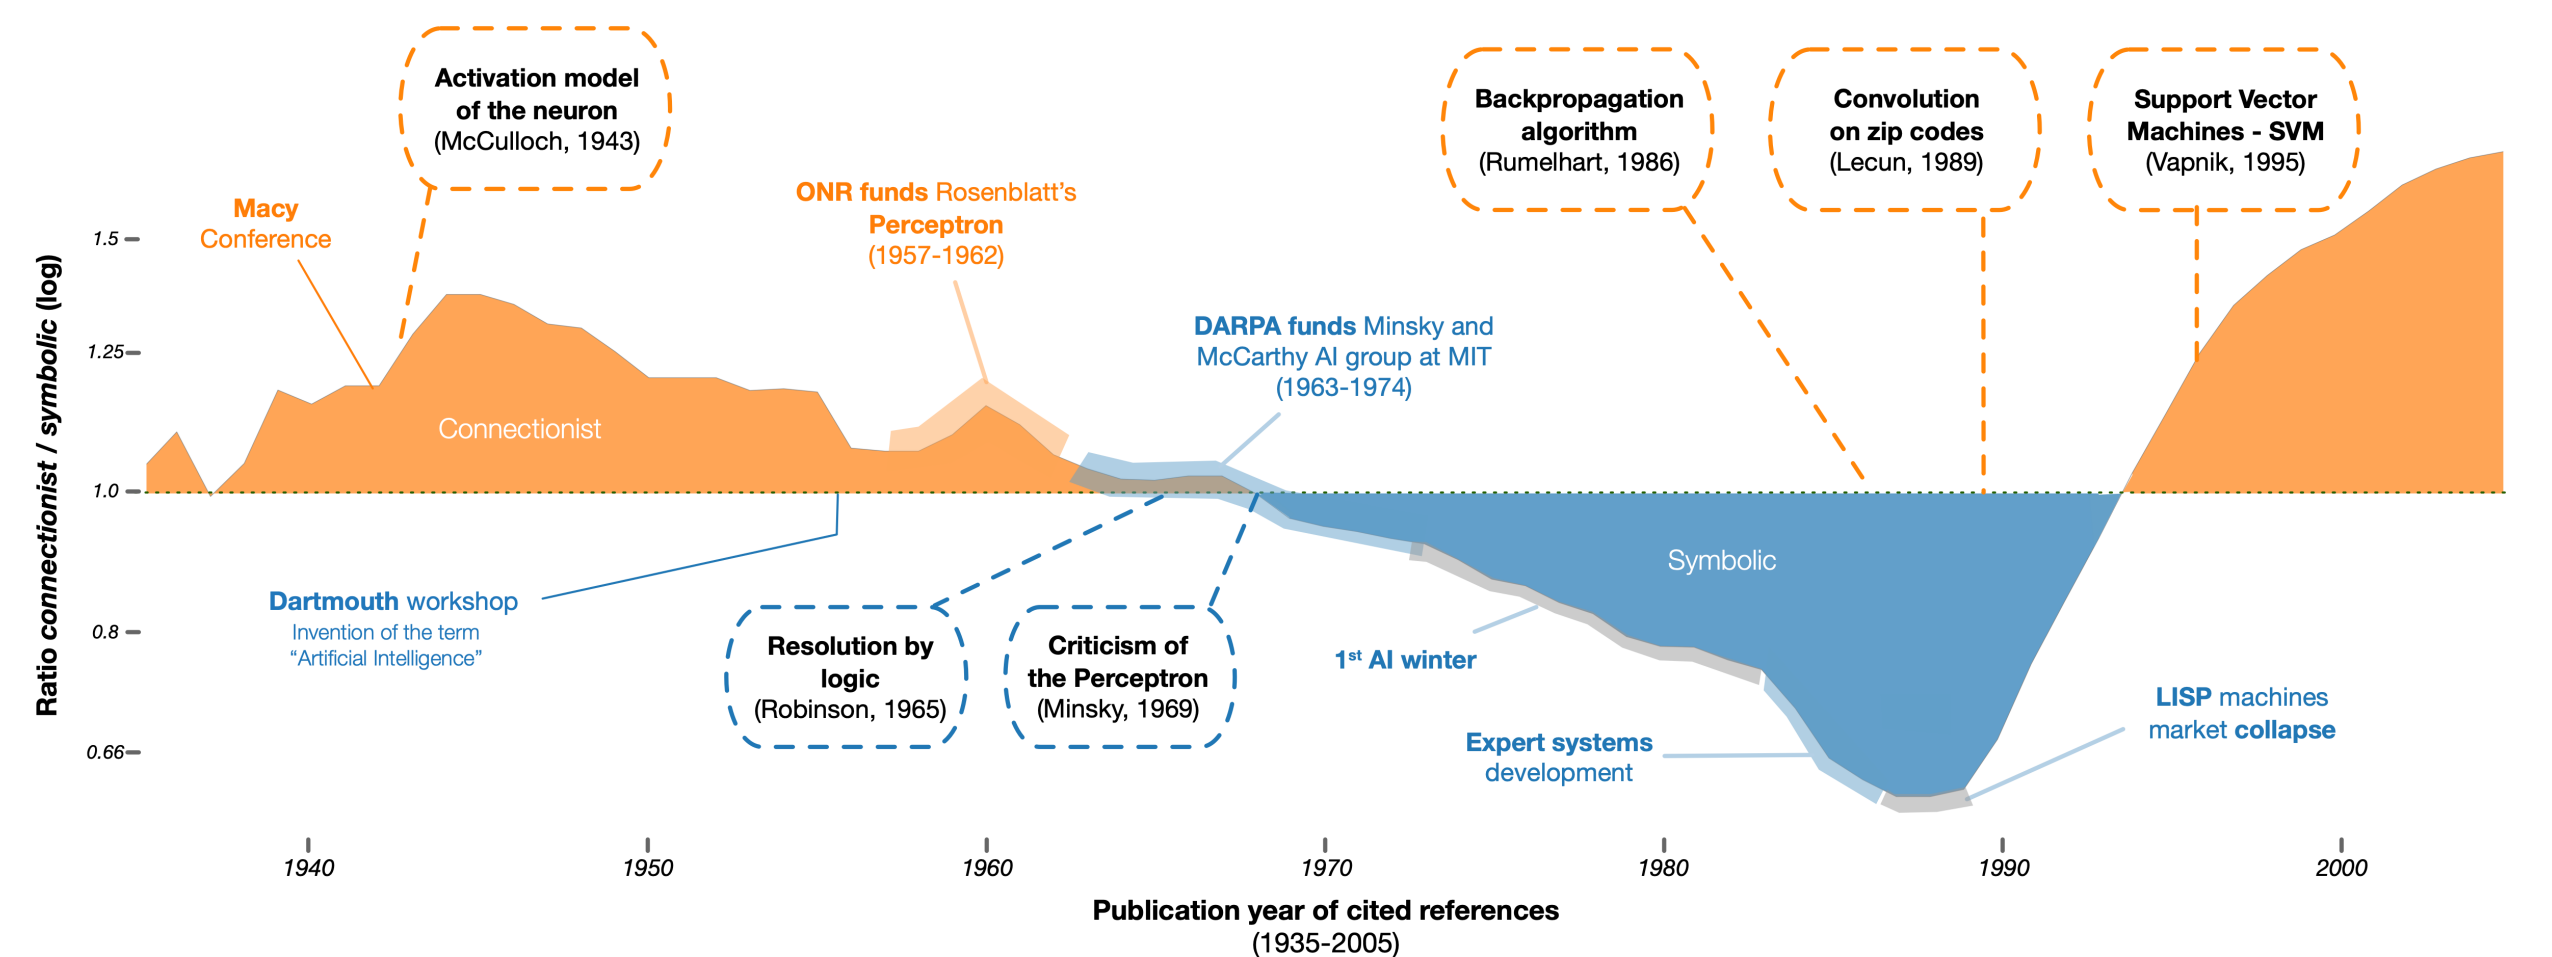 Activation model
of the neuron
(McCulloch, 1943)
Backpropagation
algorithm
(Rumelhart, 1986)
Convolution
on zip codes
(Lecun, 1989)
Support Vector
Machines - SVM
(Vapnik, 1995)
Macy
Conference
ONR funds Rosenblatt’s
Perceptron
(1957-1962)
DARPA funds Minsky and
McCarthy AI group at MIT
(1963-1974)
Ratio connectionist / symbolic (log)
1.5
1.25
1.0
0.8
0.66
Connectionist
Symbolic
Dartmouth workshop
Invention of the term
“Artificial Intelligence”
Resolution by
logic
(Robinson, 1965)
Criticism of
the Perceptron
(Minsky, 1969)
1st AI winter
Expert systems
development
LISP machines
market collapse
1940
1950
1960
1970
1980
1990
2000
Publication year of cited references
(1935-2005)